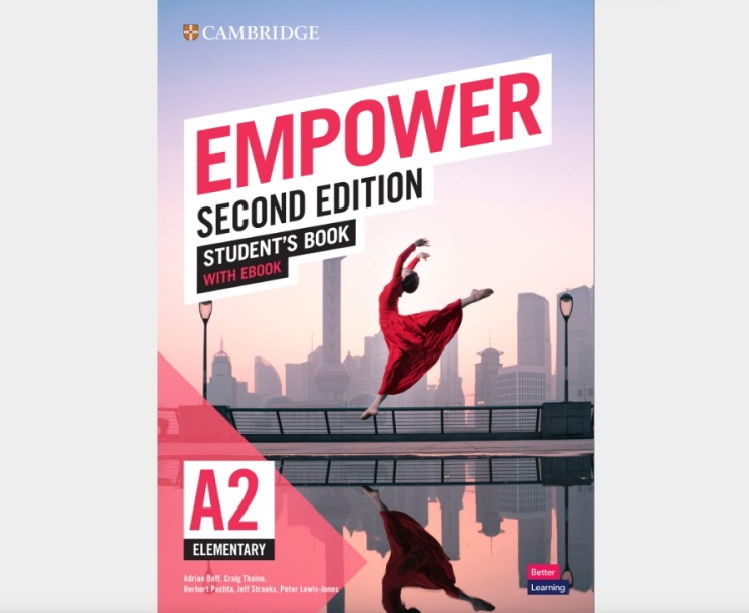 CAMBRIDGE
EMPOWER
SECOND EDITION
STUDENT'S BOOK
WITH EBOOK
A2
ELEMENTARY
Adrian Doff, Craig Thaine,
Herbert Puchta, Jeff Stranks, Peter Lewis-Jones
Better
Learning